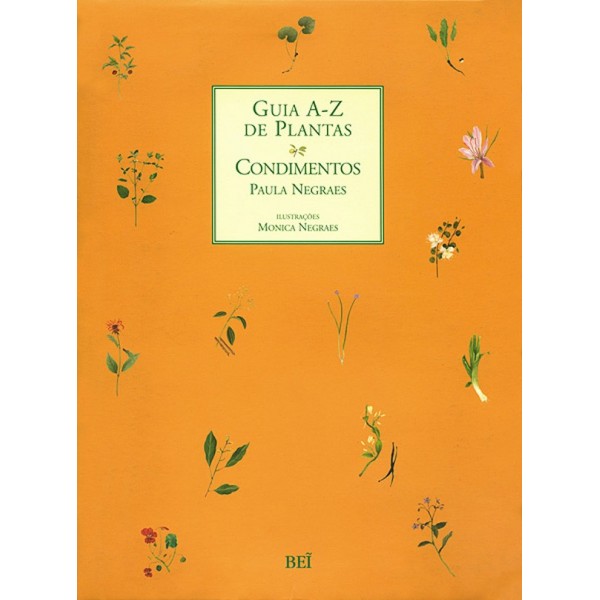 GUIA A-Z
DE PLANTAS
CONDIMENTOS
PAULA NEGRAES
ILUSTRAÇÕES
MONICA NEGRAES
BEĨ